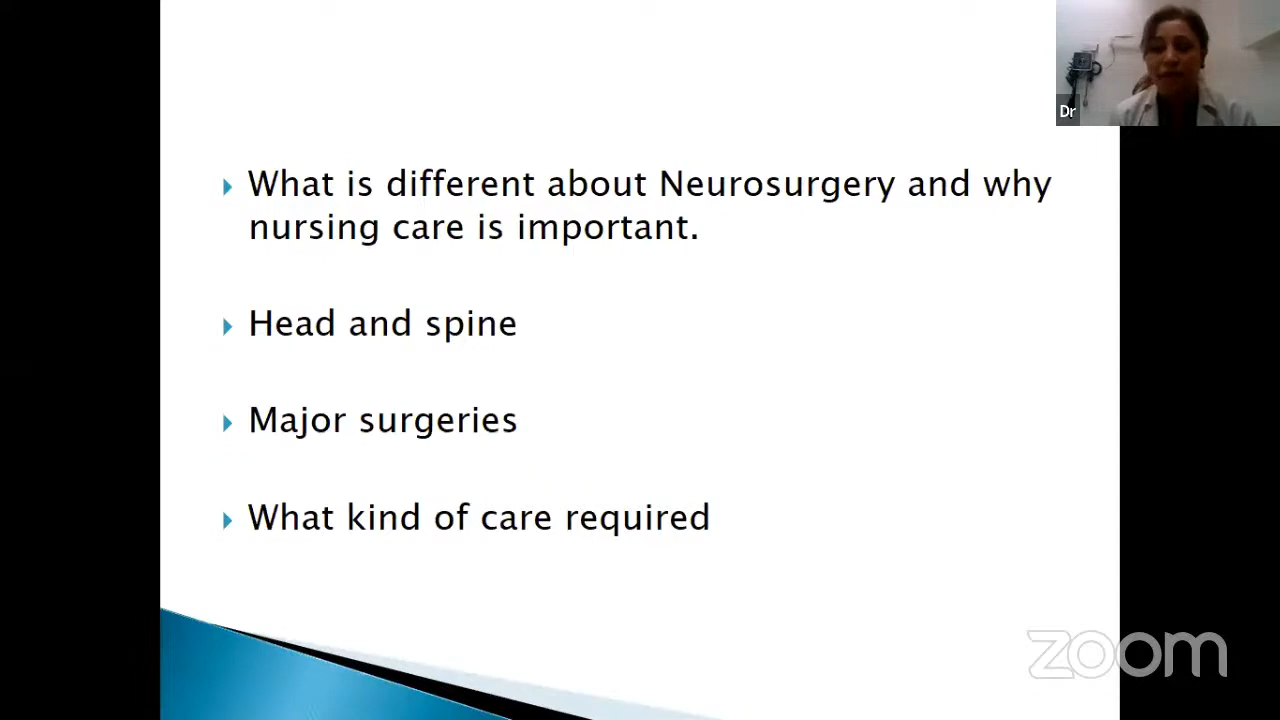 Dr
What is different about Neurosurgery and why
nursing care is important.
Head and spine
Major surgeries
What kind of care required
zoom